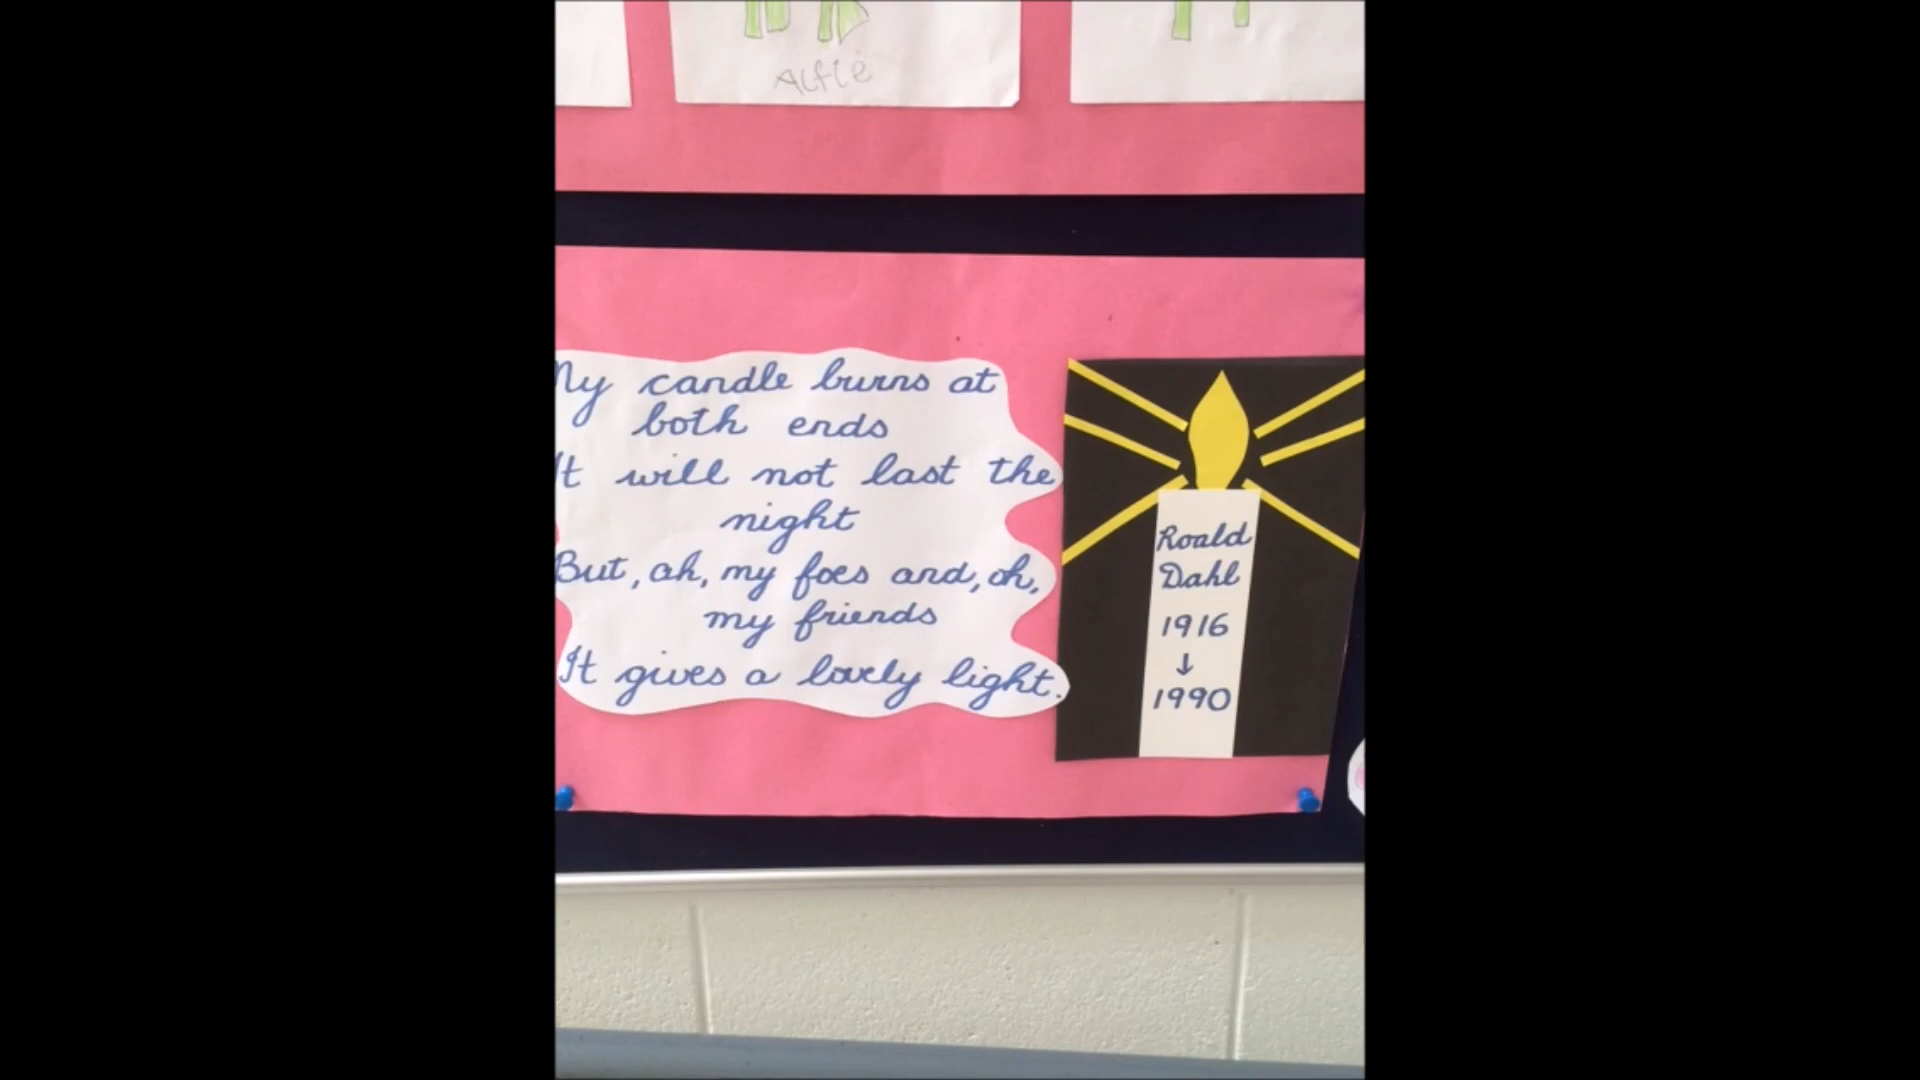 Alfie
My candle burns at
both ends
It will not last the
night
But, ah, my foes and, oh,
my friends
It gives a lovely light.
Roald
Dahl
1916
↓
1990